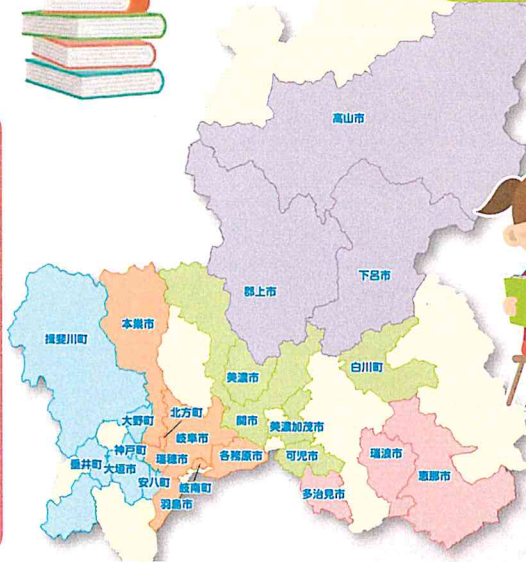 高山市
下呂市
郡上市
本巣市
揖斐川町
白川町
美濃市
北方町
大野町
関市
美濃加茂市
岐阜市
神戸町
瑞穂市
各務原市
可児市
瑞浪市
垂井町
大垣市
恵那市
安八町
岐南町
多治見市
羽島市